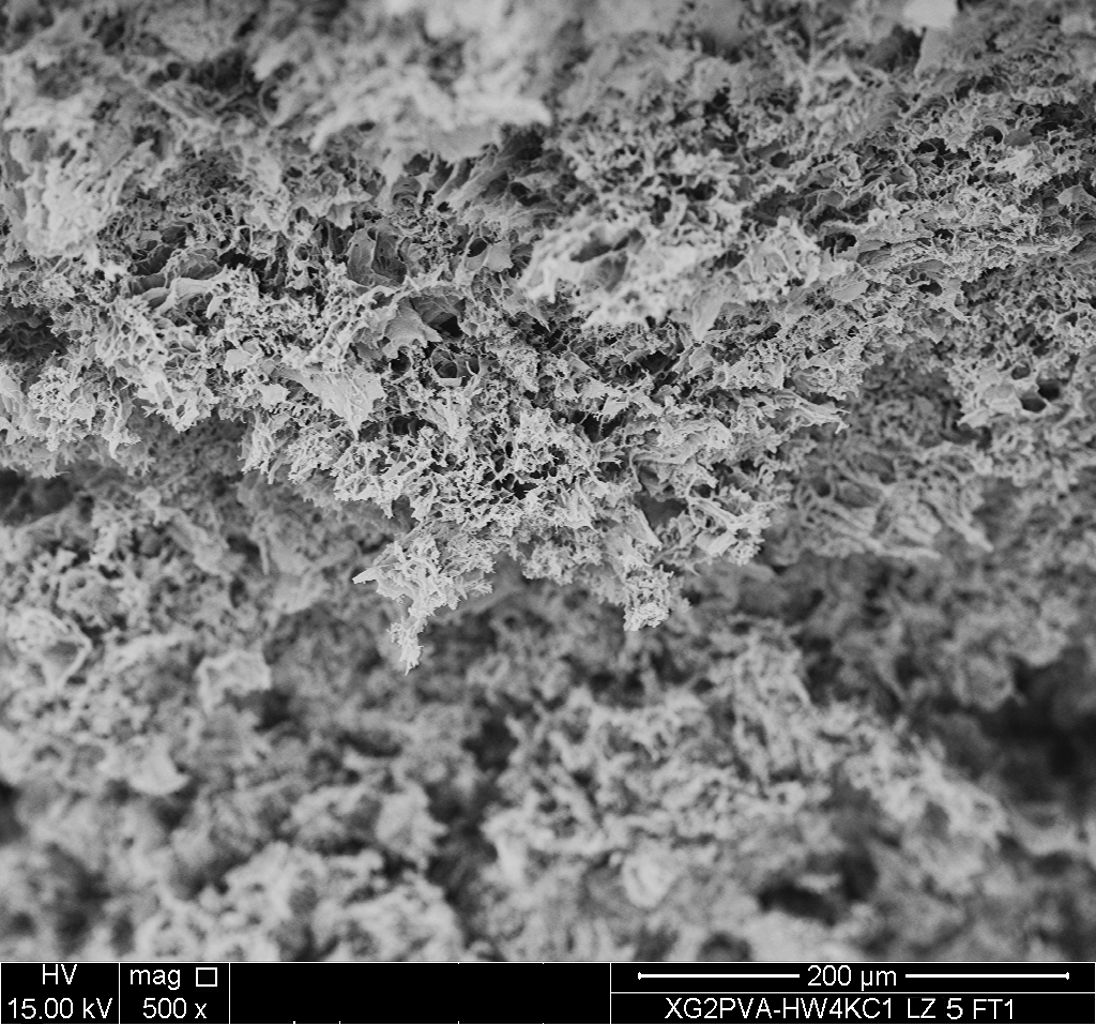 HV
15.00 kV
mag
500 x
200 µm
XG2PVA-HW4KC1 LZ 5 FT1